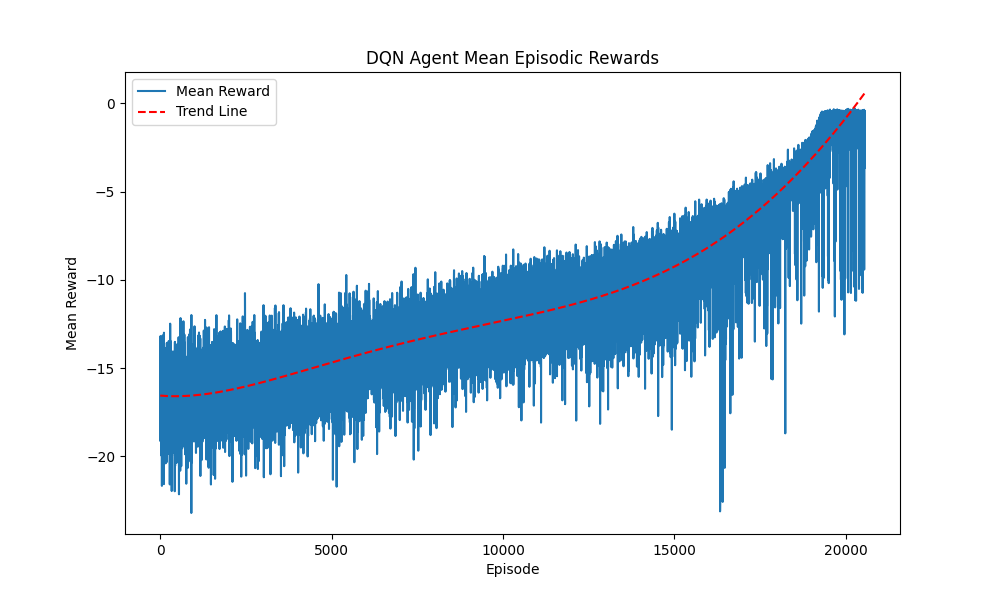 DQN Agent Mean Episodic Rewards
Mean Reward
Trend Line
0
−5
−10
−15
−20
Mean Reward
0
5000
10000
15000
20000
Episode